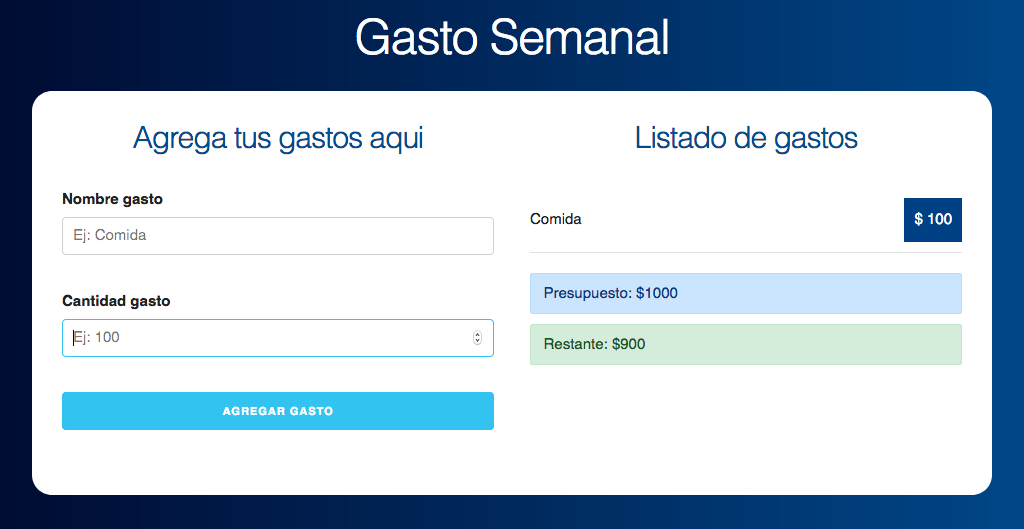 Gasto Semanal
Agrega tus gastos aqui
Nombre gasto
Ej: Comida
Cantidad gasto
Ej: 100
AGREGAR GASTO
Listado de gastos
Comida
$ 100
Presupuesto: $1000
Restante: $900